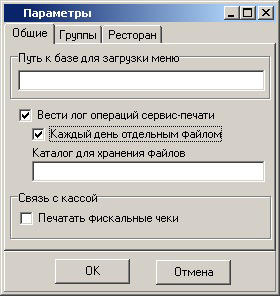 Параметры
Общие Группы Ресторан
Путь к базе для загрузки меню
Вести лог операций сервис-печати
Каждый день отдельным файлом
Каталог для хранения файлов
Связь с кассой
Печатать фискальные чеки
OK Отмена